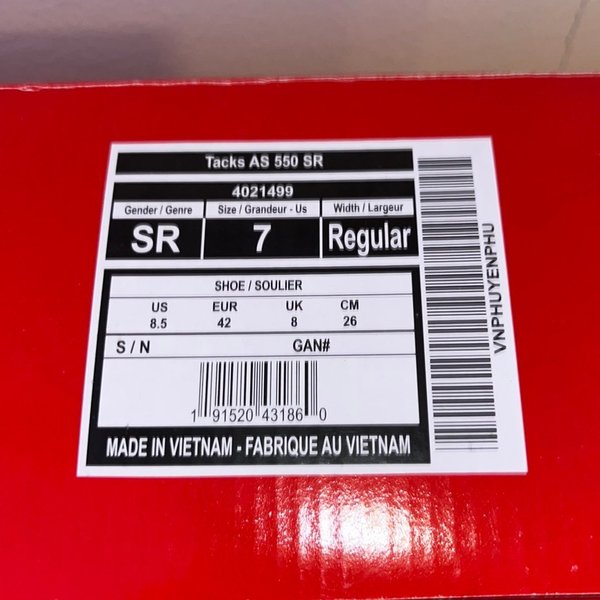 Tacks AS 550 SR
4021499
Gender / Genre Size / Grandeur - Us Width / Largeur
SR 7 Regular
SHOE / SOULIER
US EUR UK CM
8.5 42 8 26
S / N GAN#
1 91520 43186 0
MADE IN VIETNAM - FABRIQUE AU VIETNAM
VNPHUYENPHU